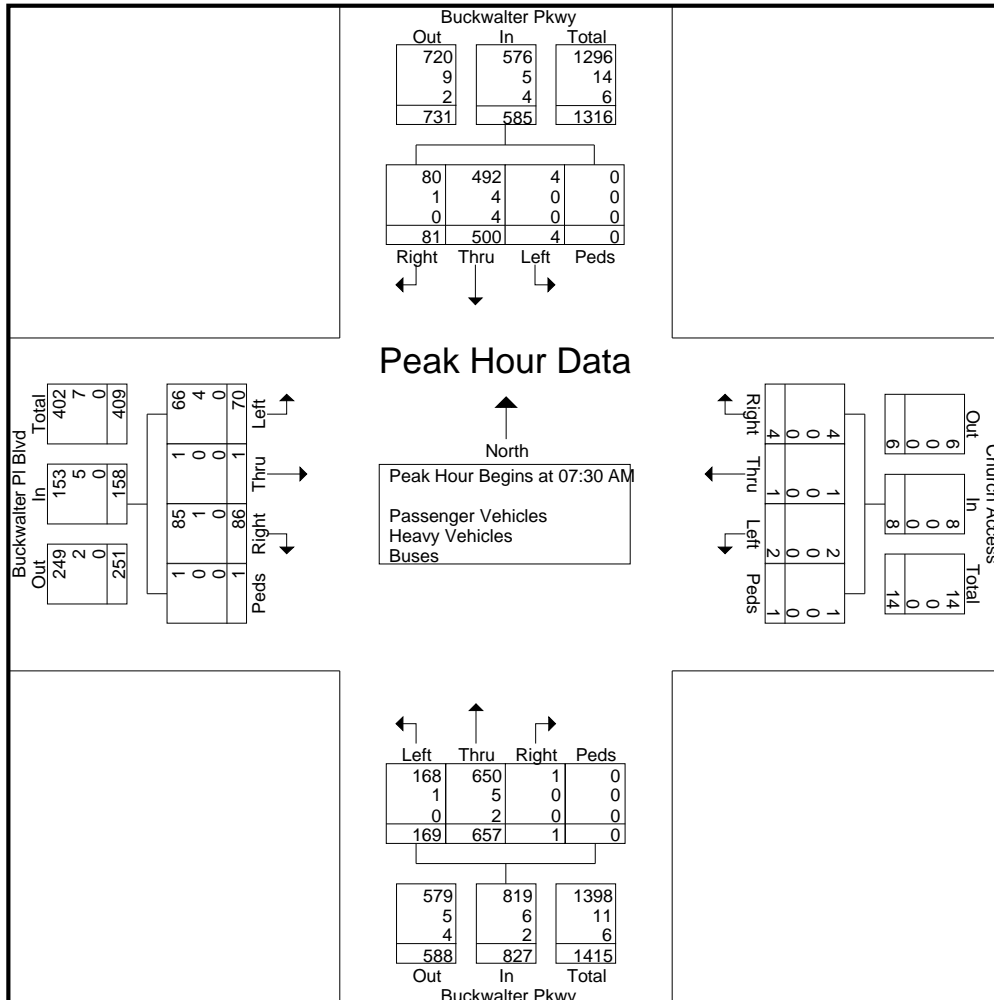 Buckwalter Pkwy
Out In Total
720 576 1296
9 5 14
2 4 6
731 585 1316
80 492 4 0
1 4 0 0
0 4 0 0
81 500 4 0
Right Thru Left Peds
Peak Hour Data
North
Peak Hour Begins at 07:30 AM
Passenger Vehicles
Heavy Vehicles
Buses
Buckwalter Pl Blvd
Out In Total
249 153 402
2 5 7
0 0 0
251 158 409
Left
66
4
0
70
Thru
1
0
0
1
Right
85
1
0
86
Peds
1
0
0
1
Right
4
0
0
4
Thru
1
0
0
1
Left
2
0
0
2
Peds
1
0
0
1
Church Access
Out In Total
6 8 14
0 0 0
0 0 0
6 8 14
Left Thru Right Peds
168 650 1 0
1 5 0 0
0 2 0 0
169 657 1 0
579 819 1398
5 6 11
4 2 6
588 827 1415
Out In Total
Buckwalter Pkwy